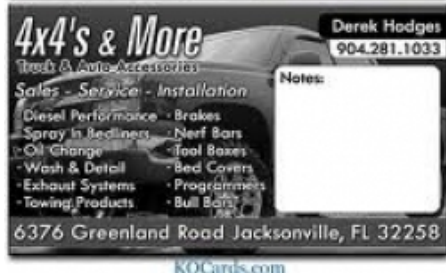 4x4's & More
Truck & Auto Accessories
Sales - Service - Installation
- Diesel Performance
- Spray In Bedliners
- Oil Change
- Wash & Detail
- Exhaust Systems
- Towing Products
- Brakes
- Nerf Bars
- Tool Boxes
- Bed Covers
- Programmers
- Bull Bars
Derek Hodges
904.281.1033
Notes:
6376 Greenland Road Jacksonville, FL 32258
KOCards.com